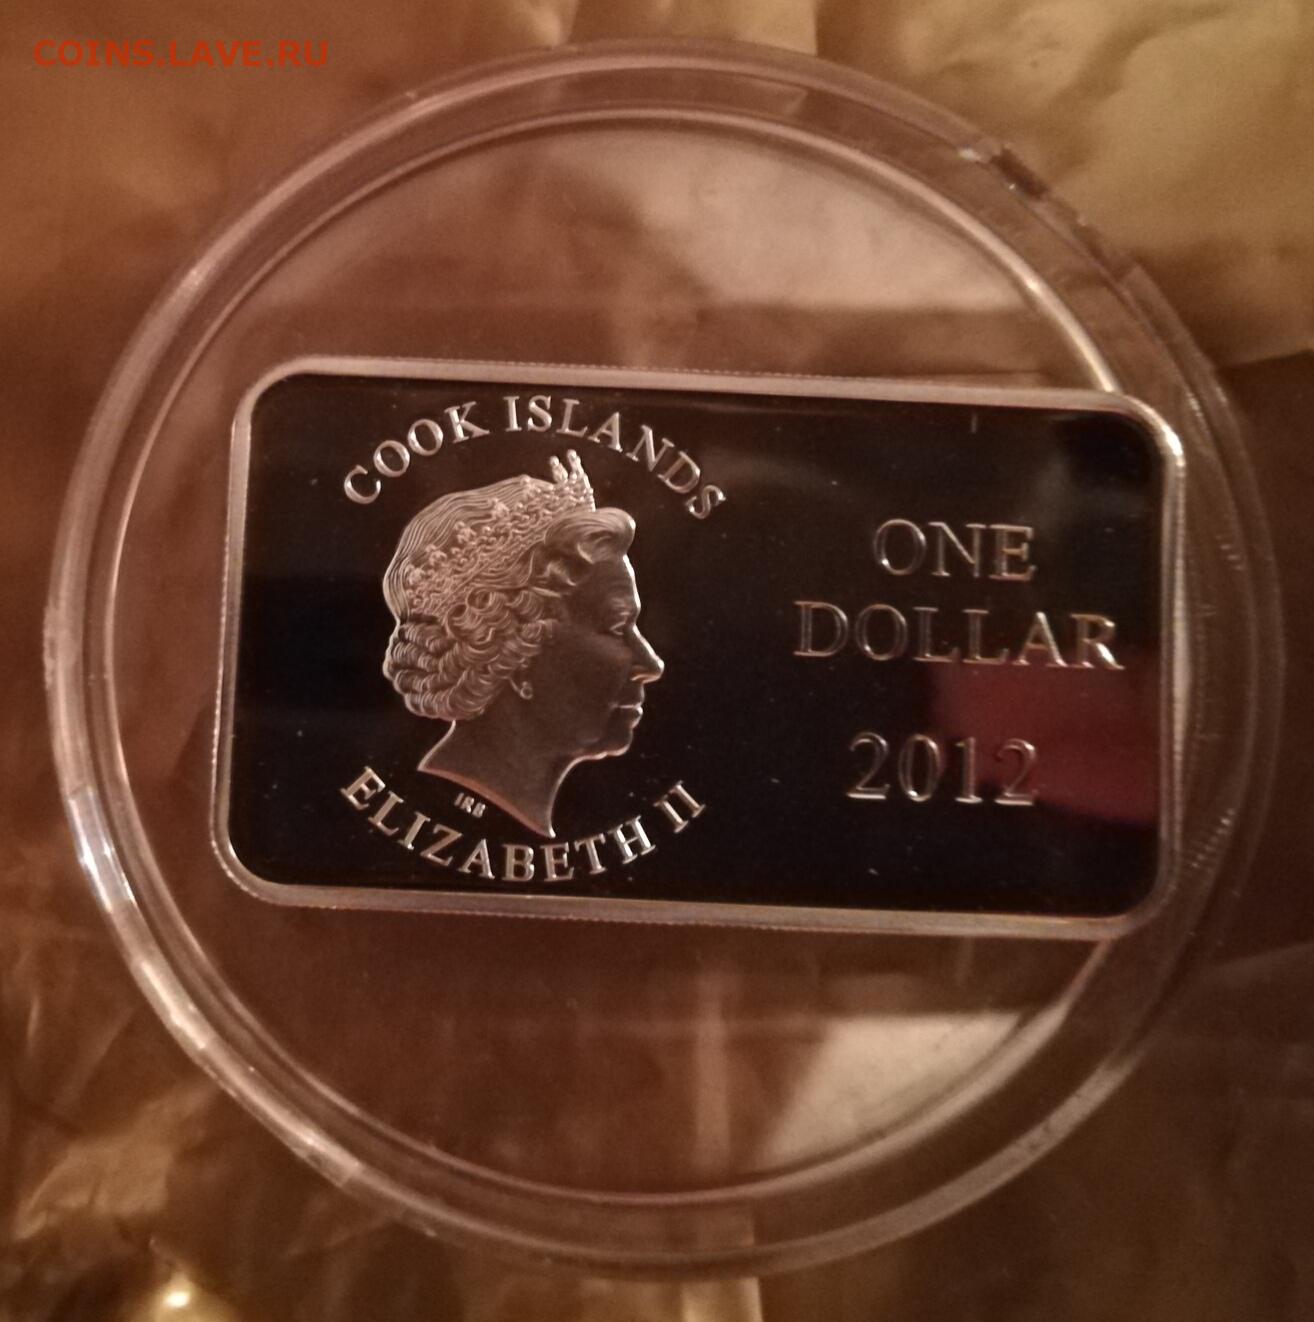 COINS.LAVE.RU
COOK ISLANDS
ONE
DOLLAR
2012
IRB
ELIZABETH II